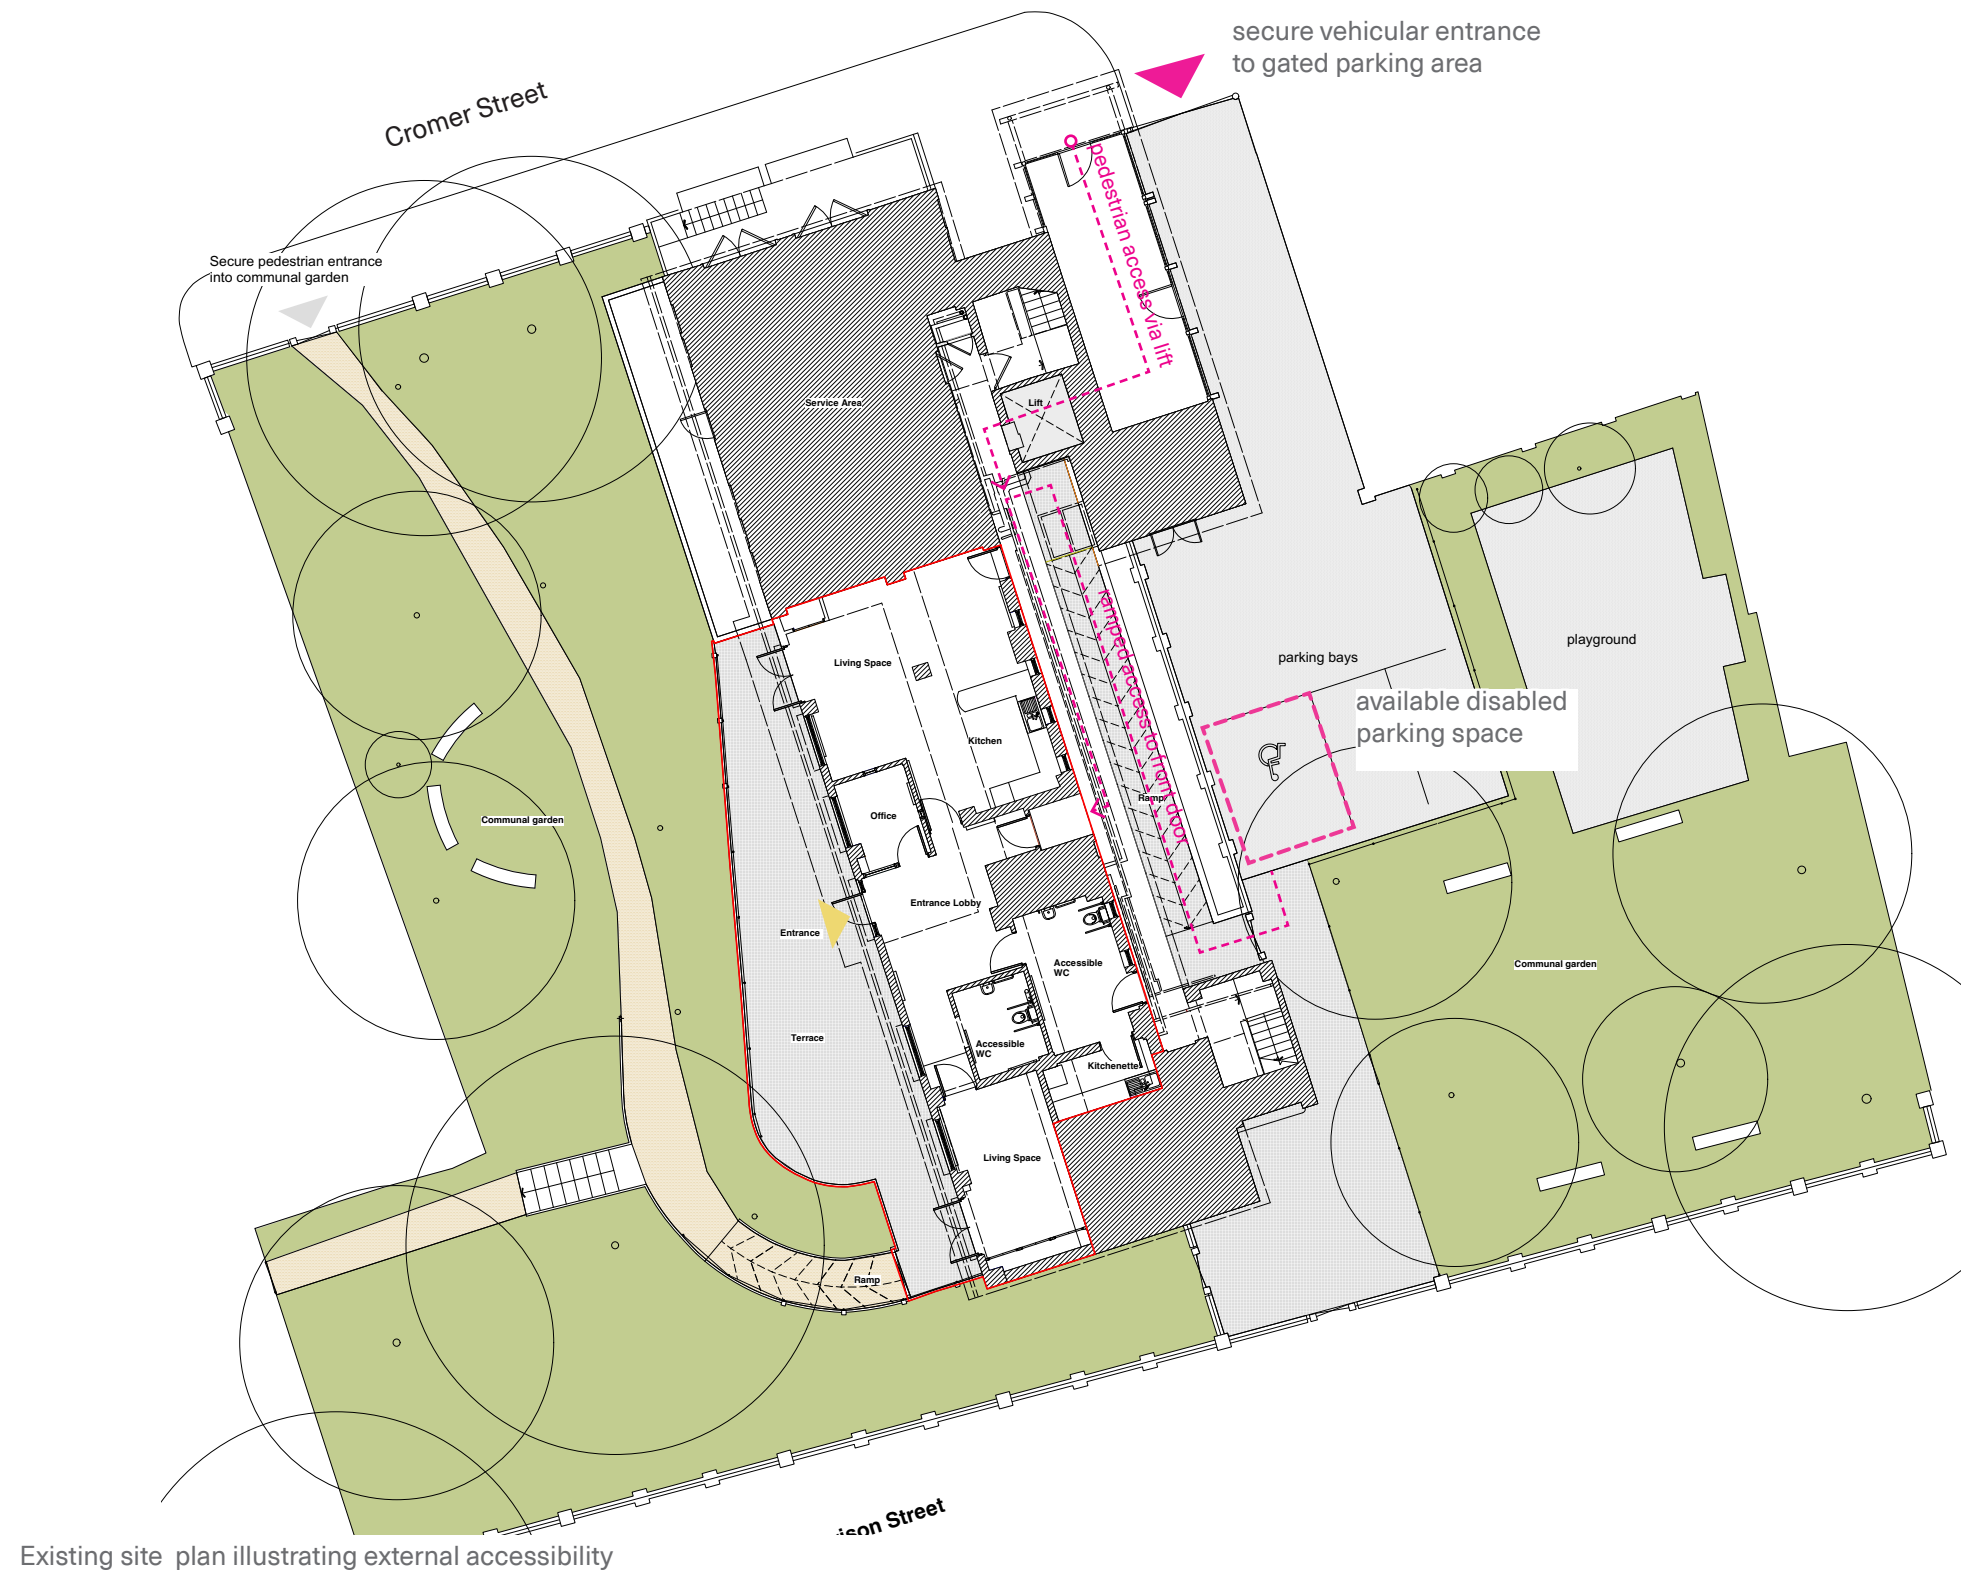 secure vehicular entrance
to gated parking area
Cromer Street
pedestrian access via lift
Secure pedestrian entrance
into communal garden
Service Area
Lift
ramped access to front door
parking bays
playground
Living Space
available disabled
parking space
Kitchen
Ramp
Office
Communal garden
Entrance Lobby
Entrance
Accessible
WC
Communal garden
Terrace
Accessible
WC
Kitchenette
Living Space
Ramp
ison Street
Existing site plan illustrating external accessibility